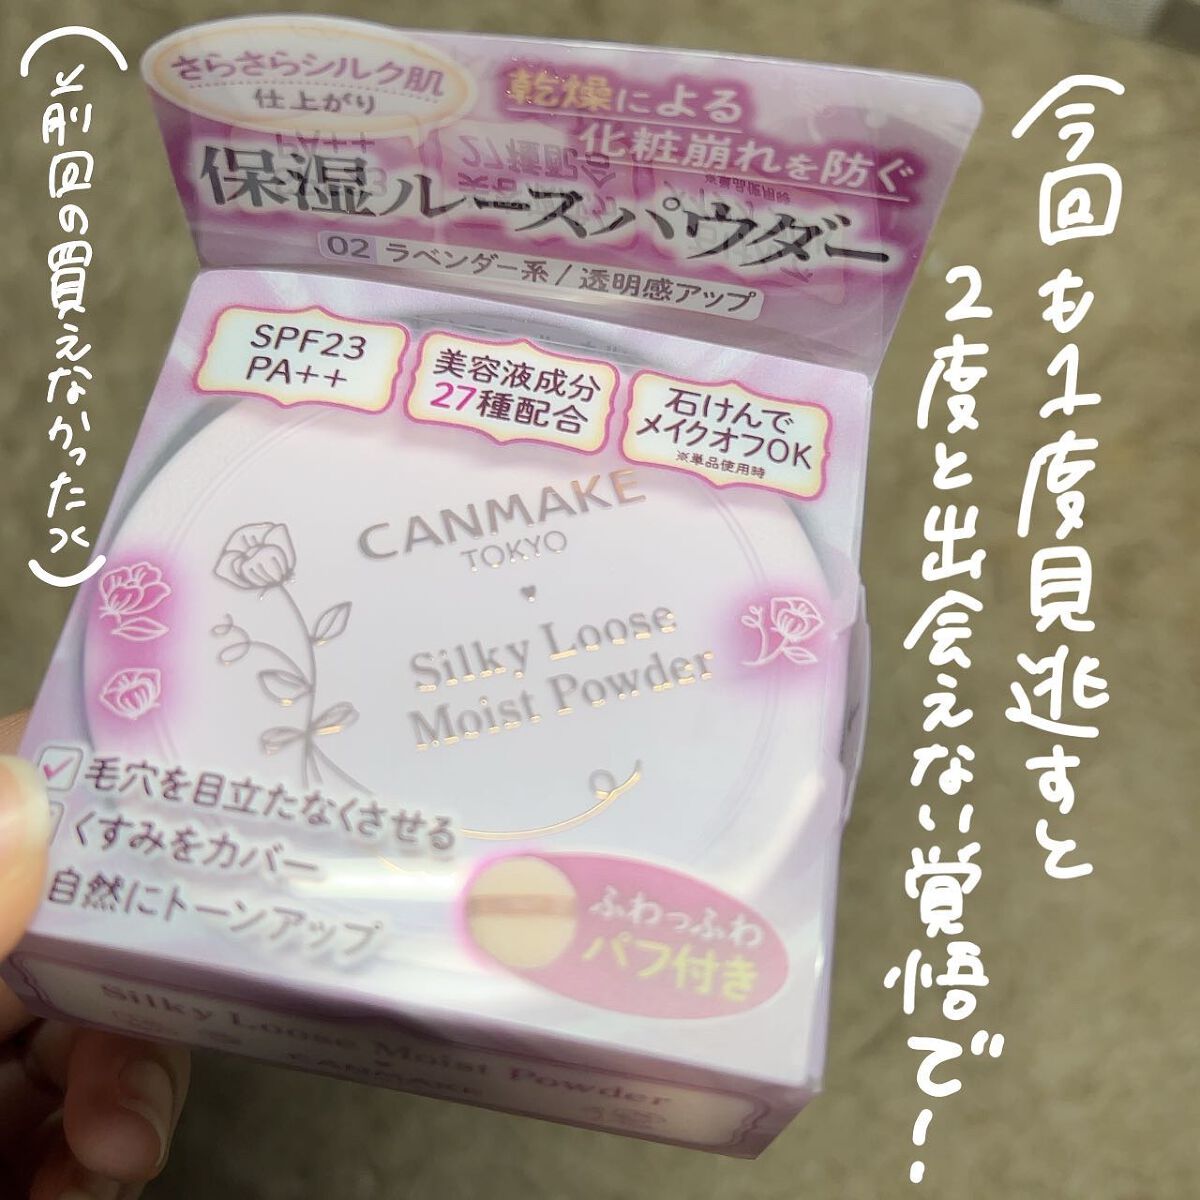 今回も1度見逃すと
2度と出会えない覚悟で!
(前回の買えなかった)
さらさらシルク肌
仕上がり
乾燥による
化粧崩れを防ぐ
保湿ルースパウダー
02 ラベンダー系/透明感アップ
SPF23
PA++
美容液成分
27種配合
石けんで
メイクオフOK
※単品使用時
CANMAKE
TOKYO
Silky Loose
Moist Powder
毛穴を目立たなくさせる
くすみをカバー
自然にトーンアップ
ふわっふわ
パフ付き
Silky Loose Moist Powder
CANMAKE